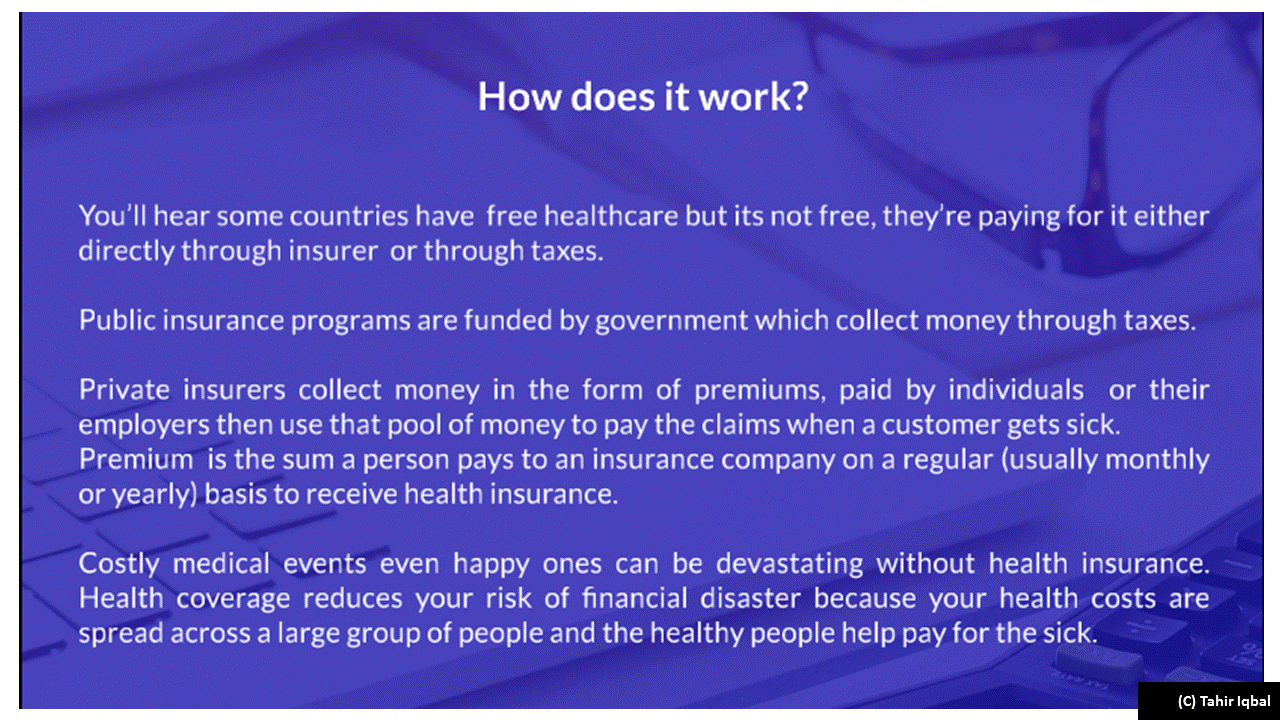 How does it work?
You’ll hear some countries have  free healthcare but its not free, they’re paying for it either
directly through insurer  or through taxes.
Public insurance programs are funded by government which collect money through taxes.
Private insurers collect money in the form of premiums, paid by individuals  or their
employers then use that pool of money to pay the claims when a customer gets sick.
Premium  is the sum a person pays to an insurance company on a regular (usually monthly
or yearly) basis to receive health insurance.
Costly medical events even happy ones can be devastating without health insurance.
Health coverage reduces your risk of financial disaster because your health costs are
spread across a large group of people and the healthy people help pay for the sick.
(C) Tahir Iqbal